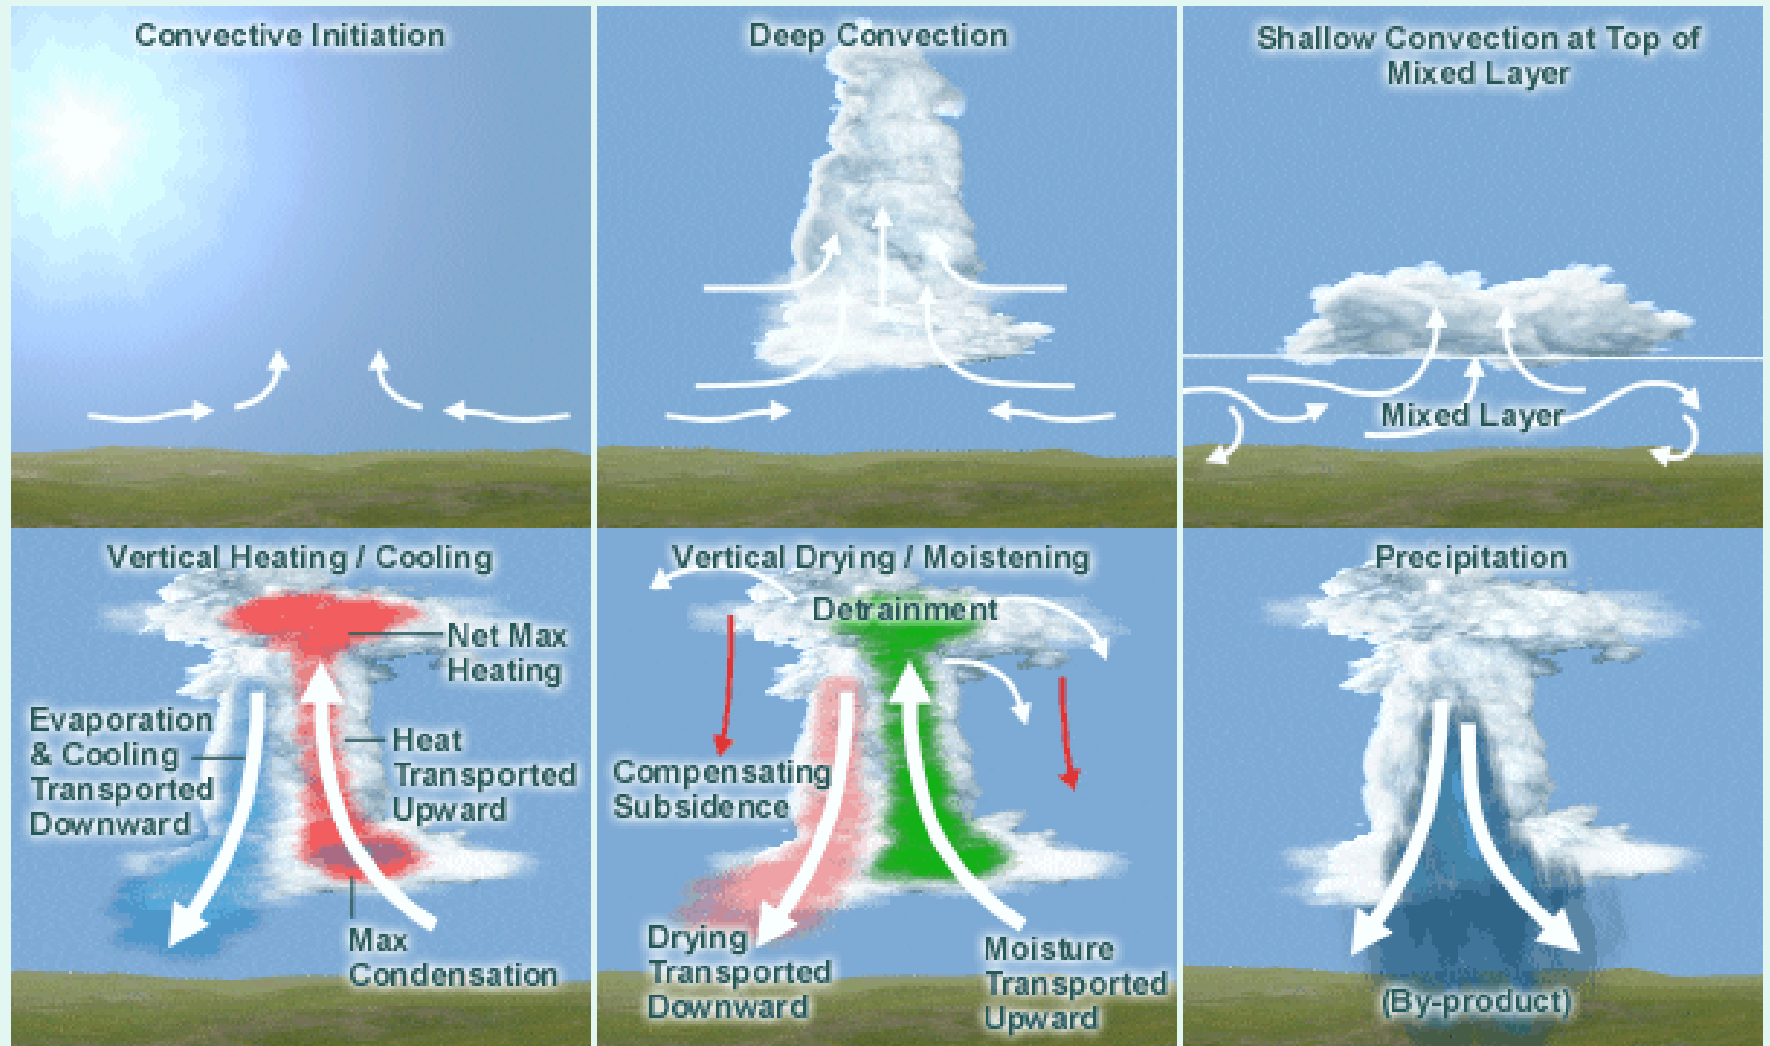 Convective Initiation
Deep Convection
Shallow Convection at Top of
Mixed Layer
Mixed Layer
Vertical Heating / Cooling
Net Max
Heating
Evaporation
& Cooling
Transported
Downward
Heat
Transported
Upward
Max
Condensation
Vertical Drying / Moistening
Detrainment
Compensating
Subsidence
Drying
Transported
Downward
Moisture
Transported
Upward
Precipitation
(By-product)